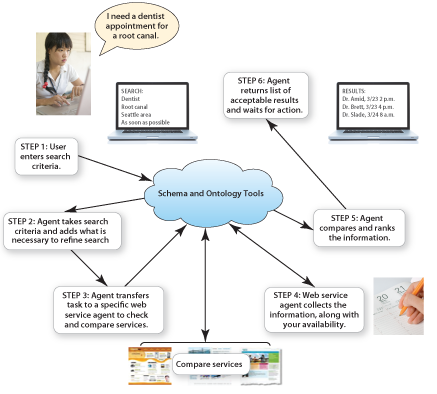 I need a dentist
appointment for
a root canal.
SEARCH:
Dentist
Root canal
Seattle area
As soon as possible
STEP 6: Agent
returns list of
acceptable results
and waits for action.
RESULTS:
Dr. Amid, 3/23 2 p.m.
Dr. Brett, 3/23 4 p.m.
Dr. Slade, 3/24 8 a.m.
STEP 1: User
enters search
criteria.
Schema and Ontology Tools
STEP 2: Agent takes search
criteria and adds what is
necessary to refine search
STEP 5: Agent
compares and ranks
the information.
STEP 3: Agent transfers
task to a specific web
service agent to check
and compare services.
STEP 4: Web service
agent collects the
information, along with
your availability.
20 21
Compare services